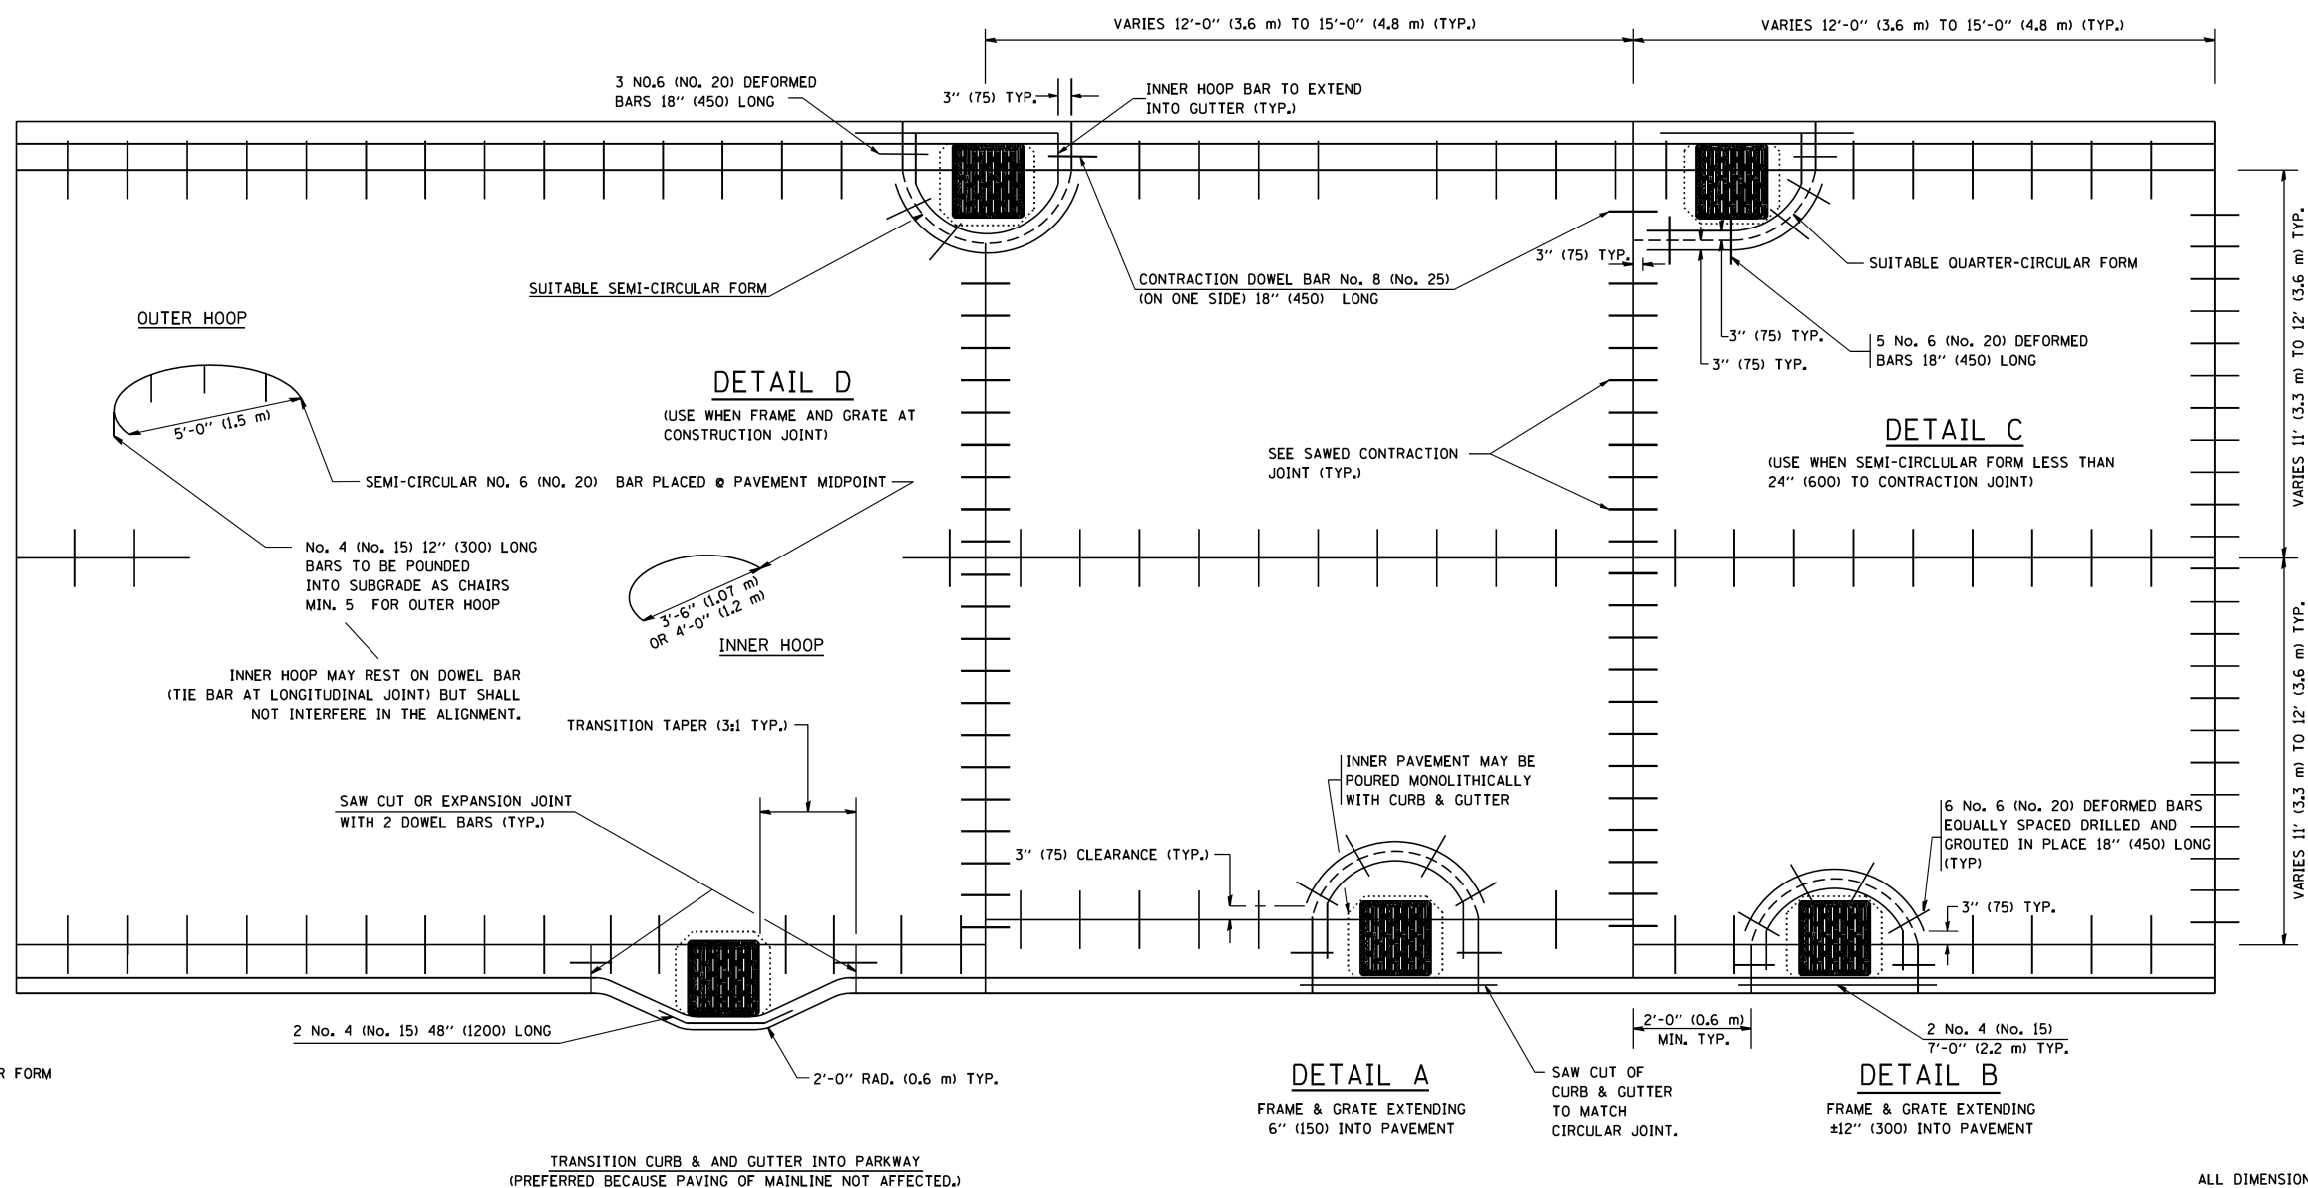 VARIES 12'-0" (3.6 m) TO 15'-0" (4.8 m) (TYP.)
VARIES 12'-0" (3.6 m) TO 15'-0" (4.8 m) (TYP.)
3 NO.6 (NO. 20) DEFORMED
BARS 18" (450) LONG
3" (75) TYP.
INNER HOOP BAR TO EXTEND
INTO GUTTER (TYP.)
SUITABLE SEMI-CIRCULAR FORM
CONTRACTION DOWEL BAR No. 8 (No. 25)
(ON ONE SIDE) 18" (450) LONG
3" (75) TYP.
SUITABLE QUARTER-CIRCULAR FORM
3" (75) TYP.
3" (75) TYP.
5 No. 6 (No. 20) DEFORMED
BARS 18" (450) LONG
VARIES 11' (3.3 m) TO 12' (3.6 m) TYP.
OUTER HOOP
5'-0" (1.5 m)
DETAIL D
(USE WHEN FRAME AND GRATE AT
CONSTRUCTION JOINT)
SEE SAWED CONTRACTION
JOINT (TYP.)
DETAIL C
(USE WHEN SEMI-CIRCLULAR FORM LESS THAN
24" (600) TO CONTRACTION JOINT)
SEMI-CIRCULAR NO. 6 (NO. 20) BAR PLACED @ PAVEMENT MIDPOINT
No. 4 (No. 15) 12" (300) LONG
BARS TO BE POUNDED
INTO SUBGRADE AS CHAIRS
MIN. 5 FOR OUTER HOOP
3'-6" (1.07 m)
OR 4'-0" (1.2 m)
INNER HOOP
INNER HOOP MAY REST ON DOWEL BAR
(TIE BAR AT LONGITUDINAL JOINT) BUT SHALL
NOT INTERFERE IN THE ALIGNMENT.
TRANSITION TAPER (3:1 TYP.)
SAW CUT OR EXPANSION JOINT
WITH 2 DOWEL BARS (TYP.)
INNER PAVEMENT MAY BE
POURED MONOLITHICALLY
WITH CURB & GUTTER
3" (75) CLEARANCE (TYP.)
6 No. 6 (No. 20) DEFORMED BARS
EQUALLY SPACED DRILLED AND
GROUTED IN PLACE 18" (450) LONG
(TYP)
3" (75) TYP.
VARIES 11' (3.3 m) TO 12' (3.6 m) TYP.
2 No. 4 (No. 15) 48" (1200) LONG
2'-0" RAD. (0.6 m) TYP.
2'-0" (0.6 m)
MIN. TYP.
2 No. 4 (No. 15)
7'-0" (2.2 m) TYP.
R FORM
DETAIL A
FRAME & GRATE EXTENDING
6" (150) INTO PAVEMENT
SAW CUT OF
CURB & GUTTER
TO MATCH
CIRCULAR JOINT.
DETAIL B
FRAME & GRATE EXTENDING
±12" (300) INTO PAVEMENT
TRANSITION CURB & AND GUTTER INTO PARKWAY
(PREFERRED BECAUSE PAVING OF MAINLINE NOT AFFECTED.)
ALL DIMENSION